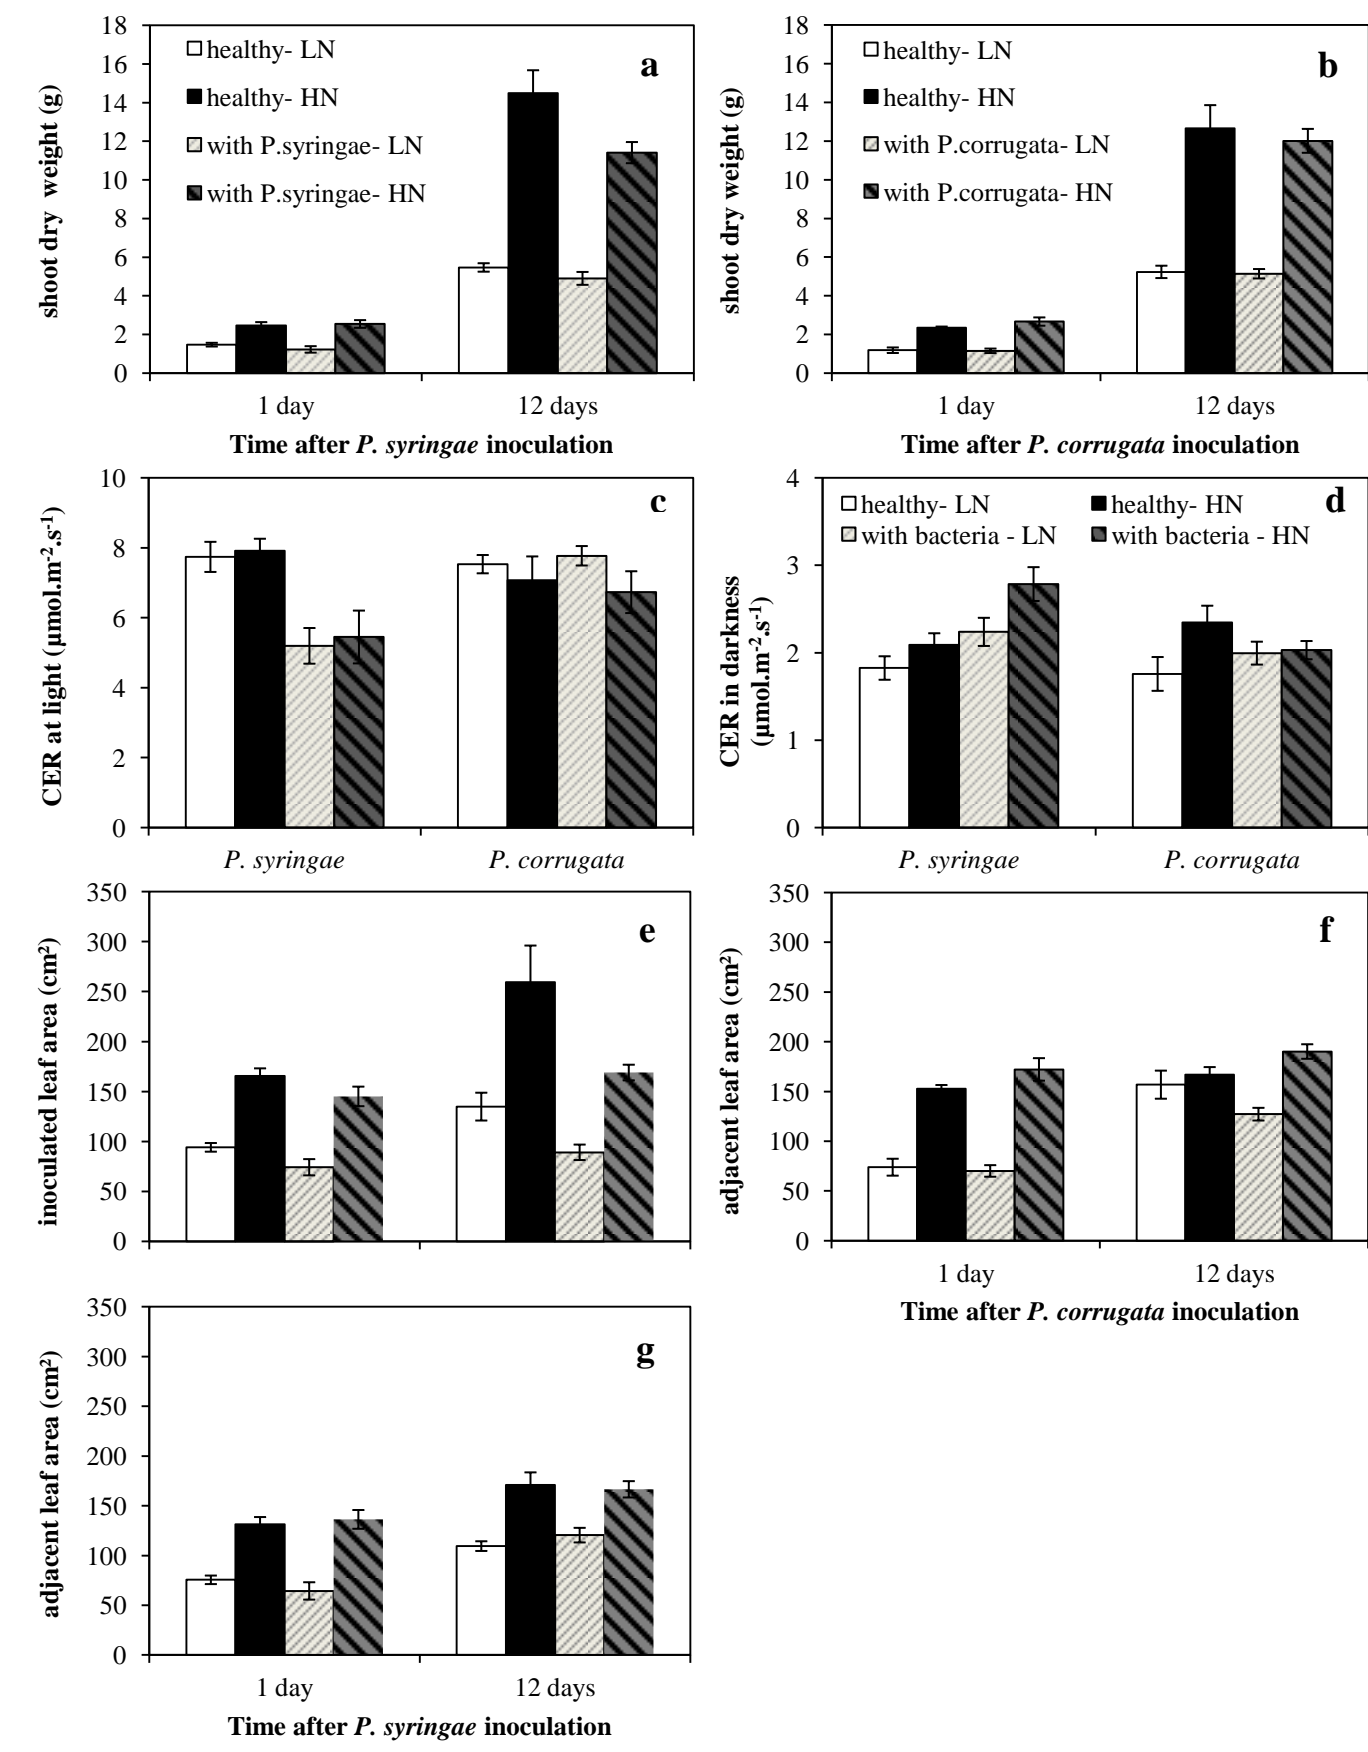 shoot dry weight (g)
18
16
14
12
10
8
6
4
2
0
healthy- LN
healthy- HN
with P.syringae- LN
with P.syringae- HN
a
1 day
12 days
Time after P. syringae inoculation
shoot dry weight (g)
18
16
14
12
10
8
6
4
2
0
healthy- LN
healthy- HN
with P.corrugata- LN
with P.corrugata- HN
b
1 day
12 days
Time after P. corrugata inoculation
CER at light (µmol.m-2.s-1)
10
8
6
4
2
0
c
P. syringae
P. corrugata
CER in darkness
(µmol.m-2.s-1)
4
3
2
1
0
healthy- LN
healthy- HN
with bacteria - LN
with bacteria - HN
d
P. syringae
P. corrugata
inoculated leaf area (cm²)
350
300
250
200
150
100
50
0
e
adjacent leaf area (cm²)
350
300
250
200
150
100
50
0
f
1 day
12 days
Time after P. corrugata inoculation
adjacent leaf area (cm²)
350
300
250
200
150
100
50
0
g
1 day
12 days
Time after P. syringae inoculation